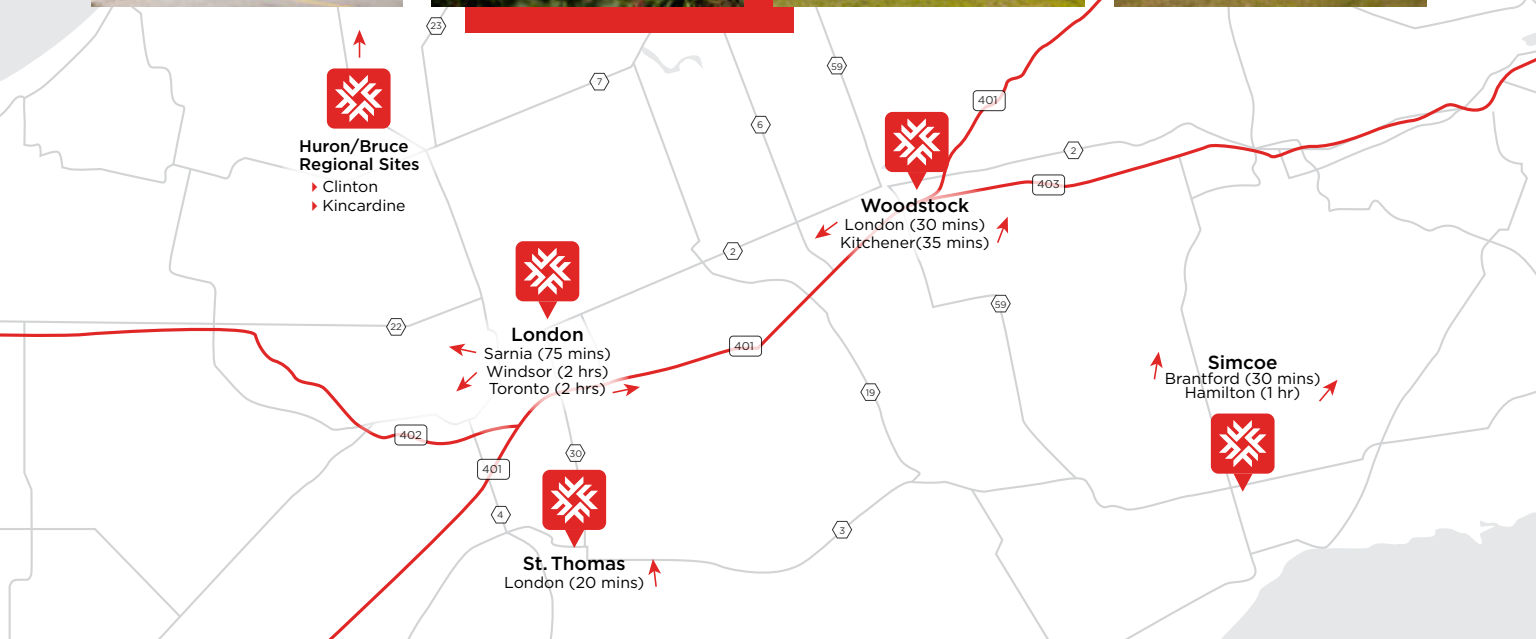 23
59
7
401
6
Huron/Bruce
Regional Sites
Clinton
Kincardine
2
403
Woodstock
London (30 mins)
Kitchener(35 mins)
2
59
22
London
Sarnia (75 mins)
Windsor (2 hrs)
Toronto (2 hrs)
401
Simcoe
Brantford (30 mins)
Hamilton (1 hr)
19
402
30
401
4
3
St. Thomas
London (20 mins)